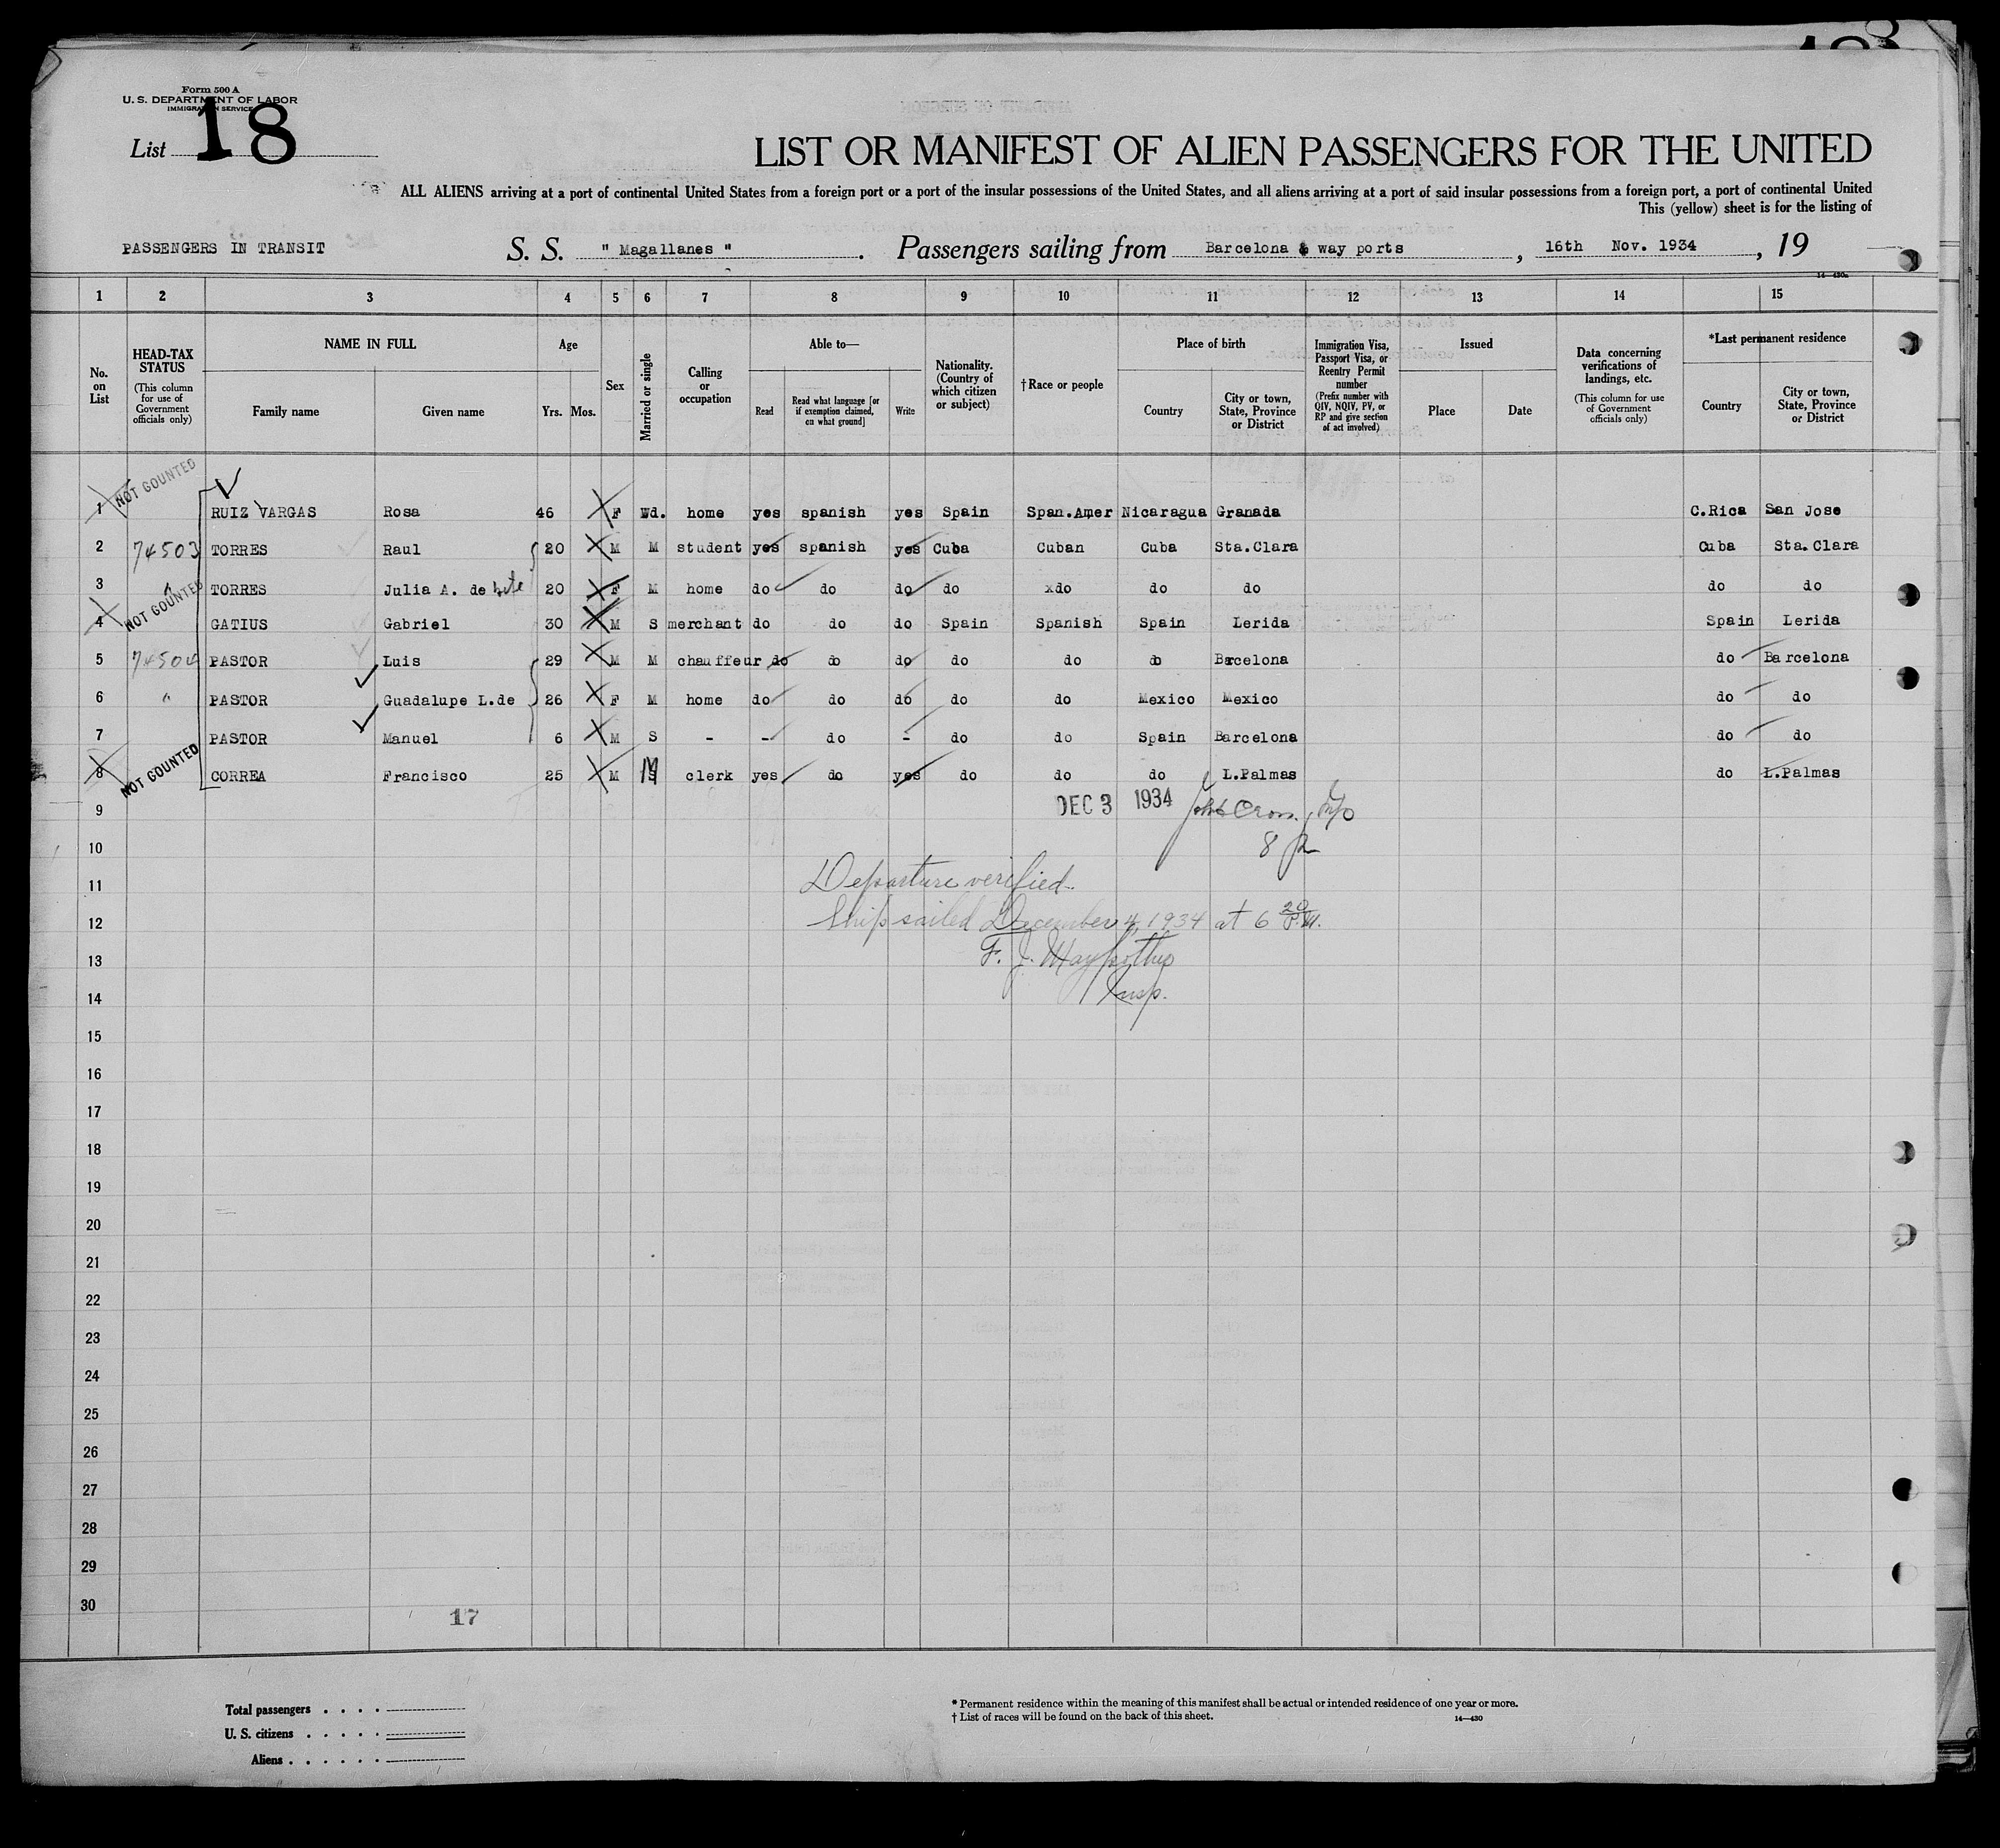 Form 500 A
U. S. DEPARTMENT OF LABOR
IMMIGRATION SERVICE
List 18
LIST OR MANIFEST OF ALIEN PASSENGERS FOR THE UNITED
ALL ALIENS arriving at a port of continental United States from a foreign port or a port of the insular possessions of the United States, and all aliens arriving at a port of said insular possessions from a foreign port, a port of continental United
This (yellow) sheet is for the listing of
PASSENGERS IN TRANSIT S. S. " Magallanes " . Passengers sailing from Barcelona & way ports , 16th Nov. 1934 , 19
1 2 3 4 5 6 7 8 9 10 11 12 13 14 15
No. on List
HEAD-TAX STATUS (This column for use of Government officials only)
NAME IN FULL Family name Given name
Age Yrs. Mos.
Sex
Married or single
Calling or occupation
Able to— Read Read what language [or if exemption claimed, on what ground] Write
Nationality. (Country of which citizen or subject)
†Race or people
Place of birth Country City or town, State, Province or District
Immigration Visa, Passport Visa, or Reentry Permit number (Prefix number with QIV, NQIV, PV, or RP and give section of act involved)
Issued Place Date
Data concerning verifications of landings, etc. (This column for use of Government officials only)
*Last permanent residence Country City or town, State, Province or District
1 NOT COUNTED RUIZ VARGAS Rosa 46 F Wd. home yes spanish yes Spain Span.Amer Nicaragua Granada C.Rica San Jose
2 74503 TORRES Raul 20 M M student yes spanish yes Cuba Cuban Cuba Sta.Clara Cuba Sta.Clara
3 " TORRES Julia A. de 20 F M home do do do do xdo do do do do
4 NOT COUNTED GATIUS Gabriel 30 M S merchant do do do Spain Spanish Spain Lerida Spain Lerida
5 74504 PASTOR Luis 29 M M chauffeur do do do do do do Barcelona do Barcelona
6 " PASTOR Guadalupe L.de 26 F M home do do do do do Mexico Mexico do do
7 PASTOR Manuel 6 M S - - do - do do Spain Barcelona do do
8 NOT COUNTED CORREA Francisco 25 M M clerk yes do yes do do do L.Palmas do L.Palmas
9 DEC 3 1934
10 8
11 Departure verified.
12 Ship sailed December 4, 1934 at 6 20 P.M.
13 F. J.
14 Insp.
15
16
17
18
19
20
21
22
23
24
25
26
27
28
29
30
17
Total passengers . . . .
U. S. citizens . . . . .
Aliens . . . . . .
* Permanent residence within the meaning of this manifest shall be actual or intended residence of one year or more.
† List of races will be found on the back of this sheet.
14—430